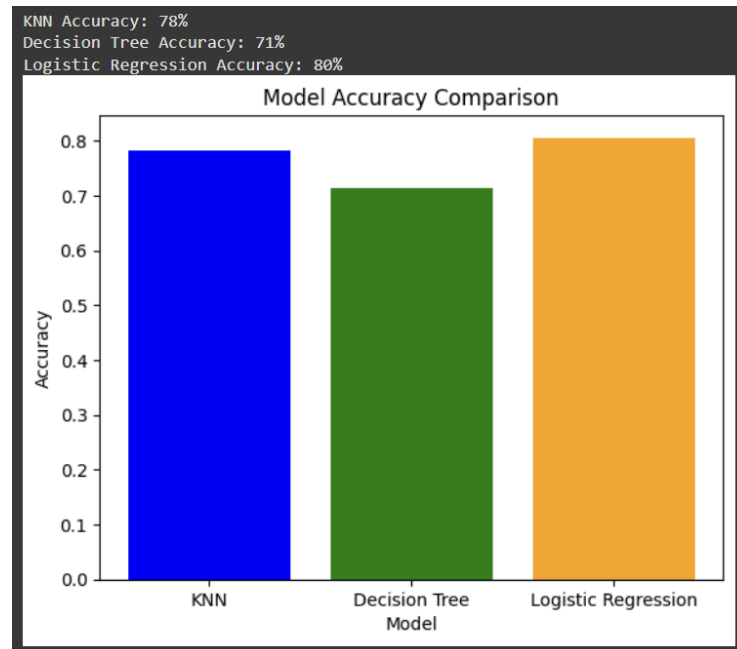 KNN Accuracy: 78%
Decision Tree Accuracy: 71%
Logistic Regression Accuracy: 80%
Model Accuracy Comparison
Accuracy
0.8
0.7
0.6
0.5
0.4
0.3
0.2
0.1
0.0
KNN Decision Tree Logistic Regression
Model